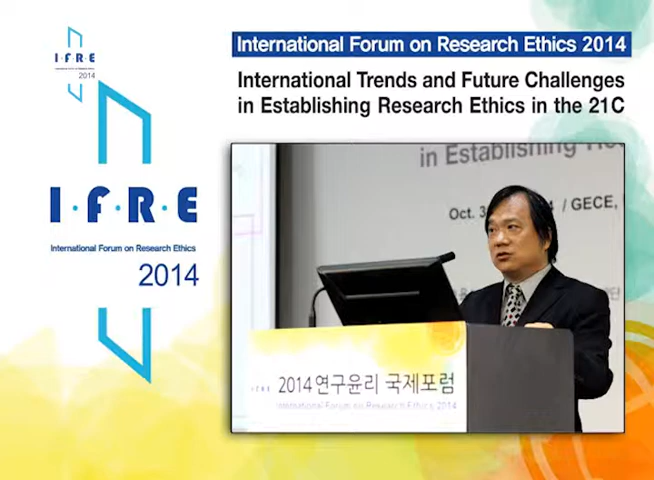 I·F·R·E
2014
International Forum on Research Ethics 2014
International Trends and Future Challenges
in Establishing Research Ethics in the 21C
I·F·R·E
International Forum on Research Ethics
2014
in Establishing
Oct. 3 / GECE,
I·F·R·E 2014 연구윤리 국제포럼
International Forum on Research Ethics 2014